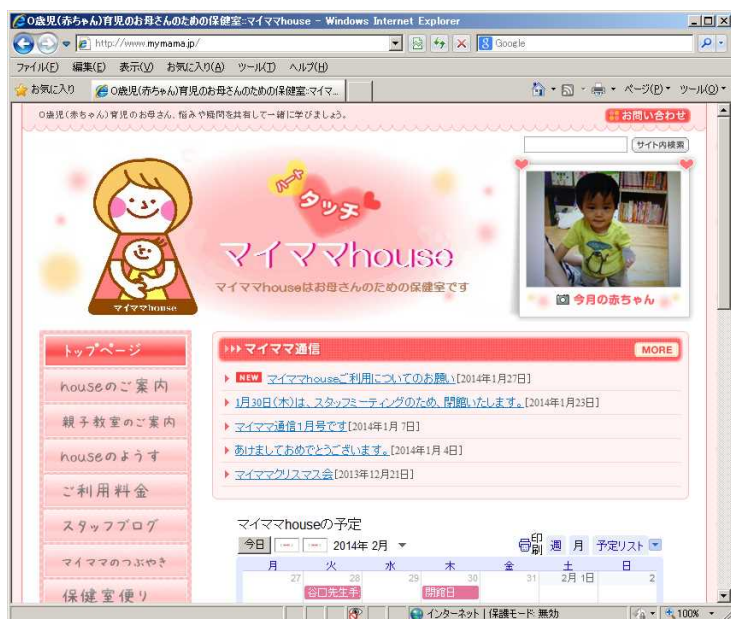 0歳児(赤ちゃん)育児のお母さんのための保健室::マイママhouse - Windows Internet Explorer
http://www.mymama.jp/
Google
ファイル(F) 編集(E) 表示(V) お気に入り(A) ツール(T) ヘルプ(H)
お気に入り 0歳児(赤ちゃん)育児のお母さんのための保健室:マイマ... ページ(P) ツール(O)
0歳児(赤ちゃん)育児のお母さん、悩みや疑問を共有して一緒に学びましょう。
お問い合わせ
サイト内検索
ハート
タッチ
マイママhouse
マイママhouseはお母さんのための保健室です
マイママhouse
今月の赤ちゃん
トップページ
houseのご案内
親子教室のご案内
houseのようす
ご利用料金
スタッフブログ
マイママのつぶやき
保健室便り
マイママ通信 MORE
NEW マイママhouseご利用についてのお願い[2014年1月27日]
1月30日(木)は、スタッフミーティングのため、閉館いたします。[2014年1月23日]
マイママ通信1月号です[2014年1月 7日]
あけましておめでとうございます。[2014年1月 4日]
マイママクリスマス会[2013年12月21日]
マイママhouseの予定
今日 2014年 2月 印刷 週 月 予定リスト
月 火 水 木 金 土 日
27 28 29 30 31 2月 1日 2
谷口先生手 閉館日
インターネット | 保護モード: 無効 100%